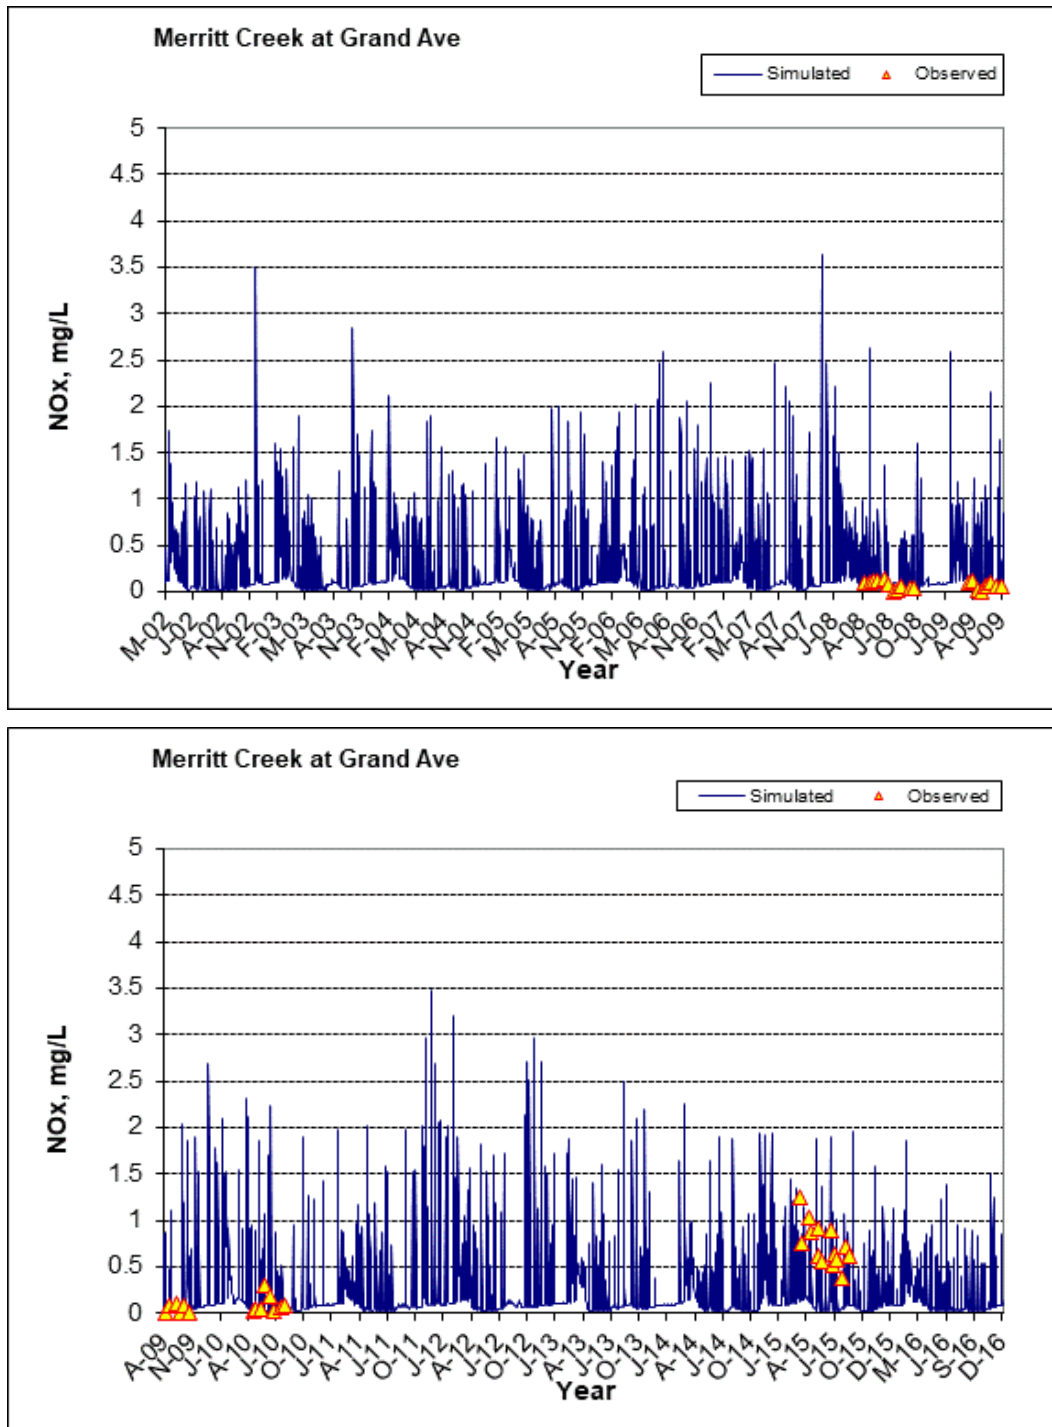 Merritt Creek at Grand Ave
Simulated Observed
5
4.5
4
3.5
3
2.5
2
1.5
1
0.5
0
NOx, mg/L
M-02 J-02 A-02 N-02 F-03 M-03 A-03 N-03 F-04 M-04 A-04 N-04 F-05 M-05 A-05 N-05 F-06 M-06 A-06 N-06 F-07 M-07 A-07 N-07 J-08 A-08 J-08 O-08 J-09 A-09 J-09
Year
Merritt Creek at Grand Ave
Simulated Observed
5
4.5
4
3.5
3
2.5
2
1.5
1
0.5
0
NOx, mg/L
A-09 N-09 J-10 A-10 J-10 O-10 J-11 A-11 J-11 O-11 J-12 A-12 J-12 O-12 J-13 A-13 J-13 O-13 J-14 A-14 J-14 O-14 J-15 A-15 J-15 O-15 D-15 M-16 J-16 S-16 D-16
Year